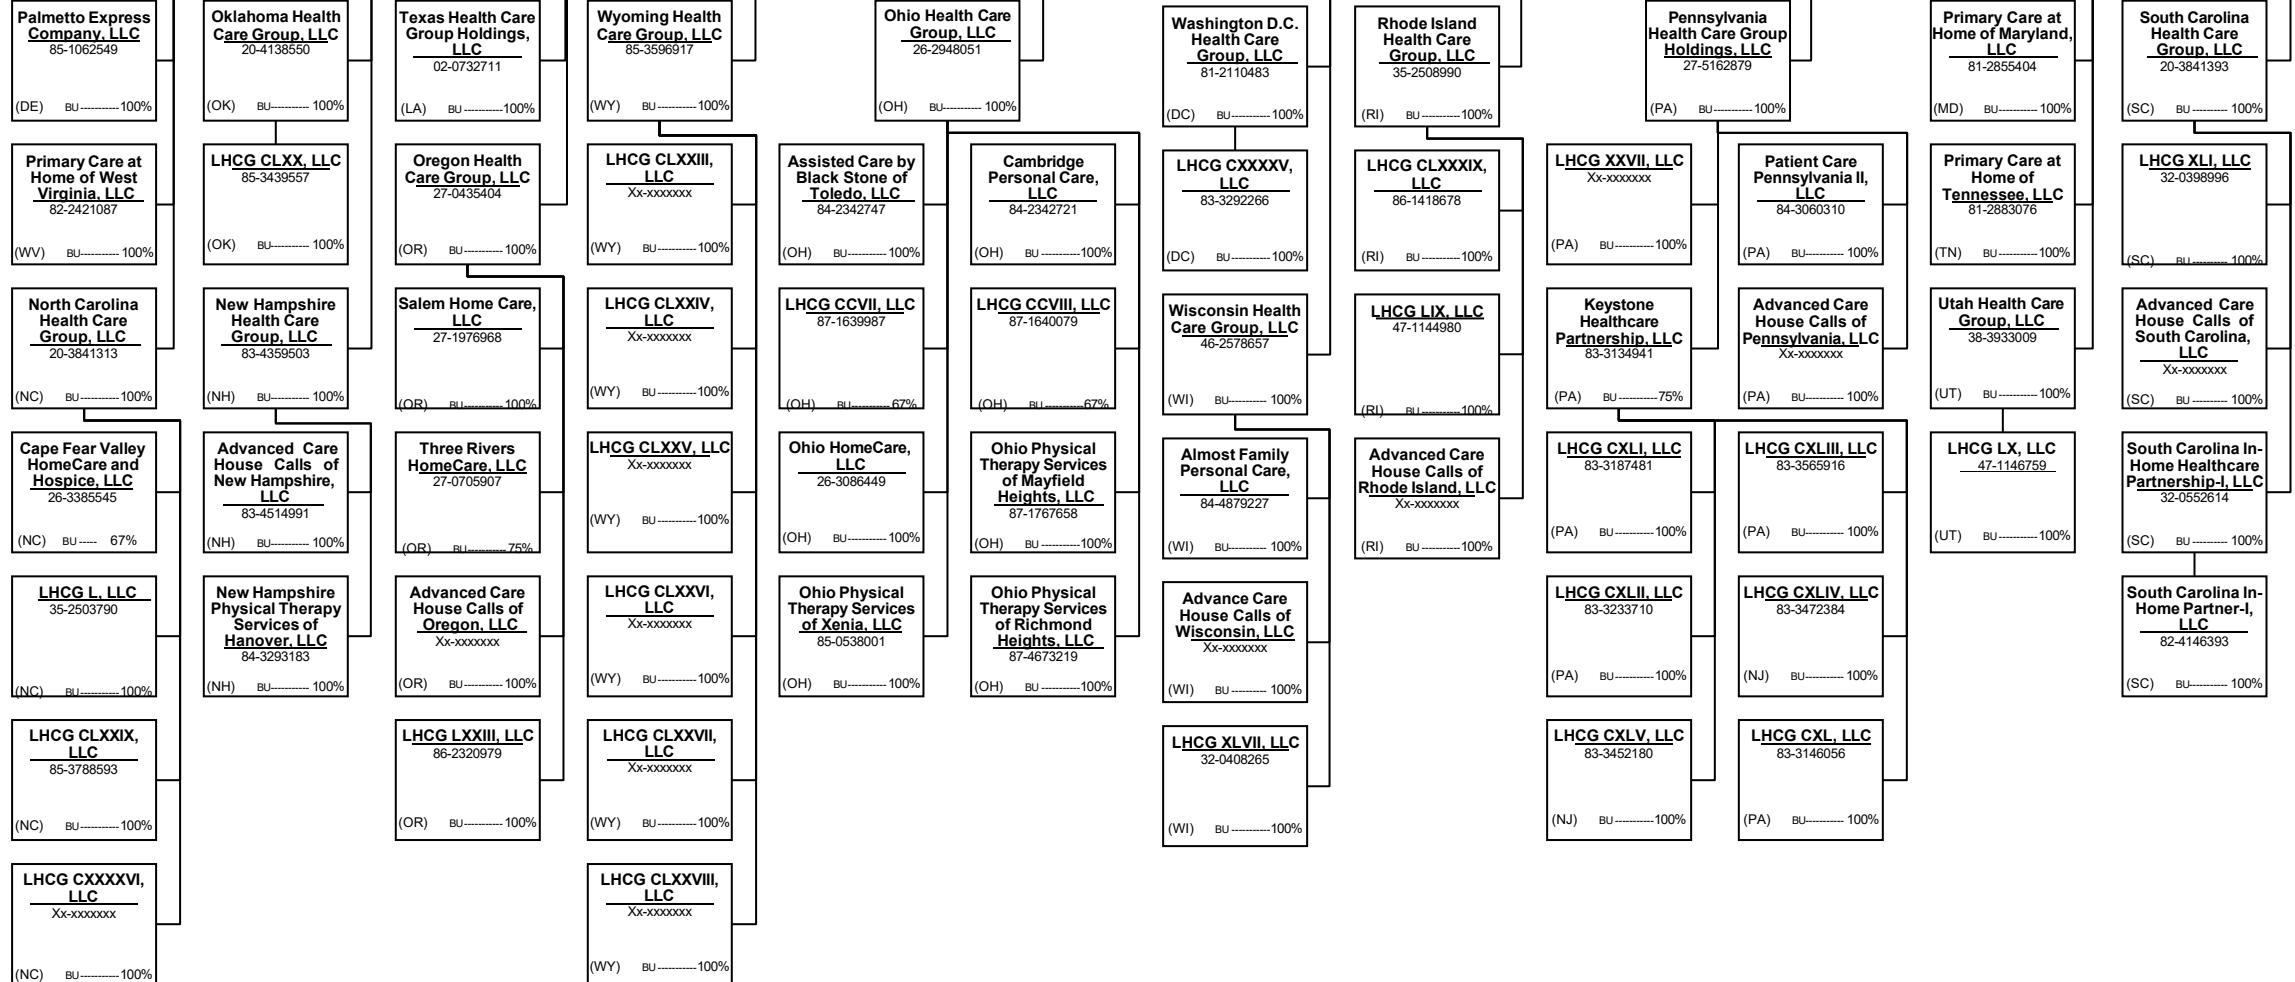 Palmetto Express
Company, LLC
85-1062549
(DE) BU----------- 100%
Primary Care at
Home of West
Virginia, LLC
82-2421087
(WV) BU----------- 100%
North Carolina
Health Care
Group, LLC
20-3841313
(NC) BU----------- 100%
Cape Fear Valley
HomeCare and
Hospice, LLC
26-3385545
(NC) BU ----- 67%
LHCG L, LLC
35-2503790
(NC) BU-----------100%
LHCG CLXXIX,
LLC
85-3788593
(NC) BU-----------100%
LHCG CXXXXVI,
LLC
Xx-xxxxxxx
(NC) BU-----------100%
Oklahoma Health
Care Group, LLC
20-4138550
(OK) BU----------- 100%
LHCG CLXX, LLC
85-3439557
(OK) BU----------- 100%
New Hampshire
Health Care
Group, LLC
83-4359503
(NH) BU----------- 100%
Advanced Care
House Calls of
New Hampshire,
LLC
83-4514991
(NH) BU----------- 100%
New Hampshire
Physical Therapy
Services of
Hanover, LLC
84-3293183
(NH) BU----------- 100%
Texas Health Care
Group Holdings,
LLC
02-0732711
(LA) BU -----------100%
Oregon Health
Care Group, LLC
27-0435404
(OR) BU----------- 100%
Salem Home Care,
LLC
27-1976968
(OR) BU-----------100%
Three Rivers
HomeCare, LLC
27-0705907
(OR) BU-----------75%
Advanced Care
House Calls of
Oregon, LLC
Xx-xxxxxxx
(OR) BU----------- 100%
LHCG LXXIII, LLC
86-2320979
(OR) BU----------- 100%
Wyoming Health
Care Group, LLC
85-3596917
(WY) BU-----------100%
LHCG CLXXIII,
LLC
Xx-xxxxxxx
(WY) BU-----------100%
LHCG CLXXIV,
LLC
Xx-xxxxxxx
(WY) BU-----------100%
LHCG CLXXV, LLC
Xx-xxxxxxx
(WY) BU-----------100%
LHCG CLXXVI,
LLC
Xx-xxxxxxx
(WY) BU-----------100%
LHCG CLXXVII,
LLC
Xx-xxxxxxx
(WY) BU-----------100%
LHCG CLXXVIII,
LLC
Xx-xxxxxxx
(WY) BU -----------100%
Ohio Health Care
Group, LLC
26-2948051
(OH) BU----------- 100%
Assisted Care by
Black Stone of
Toledo, LLC
84-2342747
(OH) BU----------- 100%
LHCG CCVII, LLC
87-1639987
(OH) BU-----------67%
Ohio HomeCare,
LLC
26-3086449
(OH) BU-----------100%
Ohio Physical
Therapy Services
of Xenia, LLC
85-0538001
(OH) BU----------- 100%
Cambridge
Personal Care,
LLC
84-2342721
(OH) BU----------- 100%
LHCG CCVIII, LLC
87-1640079
(OH) BU-----------67%
Ohio Physical
Therapy Services
of Mayfield
Heights, LLC
87-1767658
(OH) BU -----------100%
Ohio Physical
Therapy Services
of Richmond
Heights, LLC
87-4673219
(OH) BU -----------100%
Washington D.C.
Health Care
Group, LLC
81-2110483
(DC) BU----------- 100%
LHCG CXXXXV,
LLC
83-3292266
(DC) BU----------- 100%
Wisconsin Health
Care Group, LLC
46-2578657
(WI) BU----------- 100%
Almost Family
Personal Care,
LLC
84-4879227
(WI) BU----------- 100%
Advance Care
House Calls of
Wisconsin, LLC
Xx-xxxxxxx
(WI) BU----------- 100%
LHCG XLVII, LLC
32-0408265
(WI) BU -----------100%
Rhode Island
Health Care
Group, LLC
35-2508990
(RI) BU -----------100%
LHCG CLXXXIX,
LLC
86-1418678
(RI) BU -----------100%
LHCG LIX, LLC
47-1144980
(RI) BU-----------100%
Advanced Care
House Calls of
Rhode Island, LLC
Xx-xxxxxxx
(RI) BU -----------100%
Pennsylvania
Health Care Group
Holdings, LLC
27-5162879
(PA) BU----------- 100%
LHCG XXVII, LLC
Xx-xxxxxxx
(PA) BU -----------100%
Keystone
Healthcare
Partnership, LLC
83-3134941
(PA) BU -----------75%
LHCG CXLI, LLC
83-3187481
(PA) BU -----------100%
LHCG CXLII, LLC
83-3233710
(PA) BU -----------100%
LHCG CXLV, LLC
83-3452180
(NJ) BU -----------100%
Patient Care
Pennsylvania II,
LLC
84-3060310
(PA) BU----------- 100%
Advanced Care
House Calls of
Pennsylvania, LLC
Xx-xxxxxxx
(PA) BU----------- 100%
LHCG CXLIII, LLC
83-3565916
(PA) BU----------- 100%
LHCG CXLIV, LLC
83-3472384
(NJ) BU----------- 100%
LHCG CXL, LLC
83-3146056
(PA) BU----------- 100%
Primary Care at
Home of Maryland,
LLC
81-2855404
(MD) BU----------- 100%
Primary Care at
Home of
Tennessee, LLC
81-2883076
(TN) BU----------- 100%
Utah Health Care
Group, LLC
38-3933009
(UT) BU----------- 100%
LHCG LX, LLC
47-1146759
(UT) BU----------- 100%
South Carolina
Health Care
Group, LLC
20-3841393
(SC) BU----------- 100%
LHCG XLI, LLC
32-0398996
(SC) BU-----------100%
Advanced Care
House Calls of
South Carolina,
LLC
Xx-xxxxxxx
(SC) BU----------- 100%
South Carolina In-
Home Healthcare
Partnership-I, LLC
32-0552614
(SC) BU----------- 100%
South Carolina In-
Home Partner-I,
LLC
82-4146393
(SC) BU----------- 100%